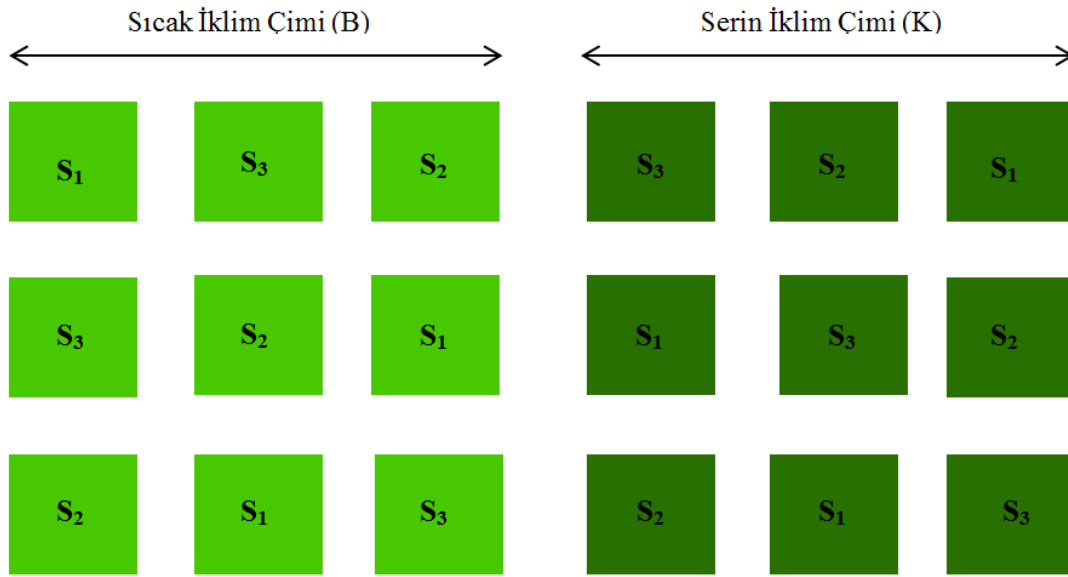 Sıcak İklim Çimi (B) Serin İklim Çimi (K)
S₁ S₃ S₂ S₃ S₂ S₁
S₃ S₂ S₁ S₁ S₃ S₂
S₂ S₁ S₃ S₂ S₁ S₃